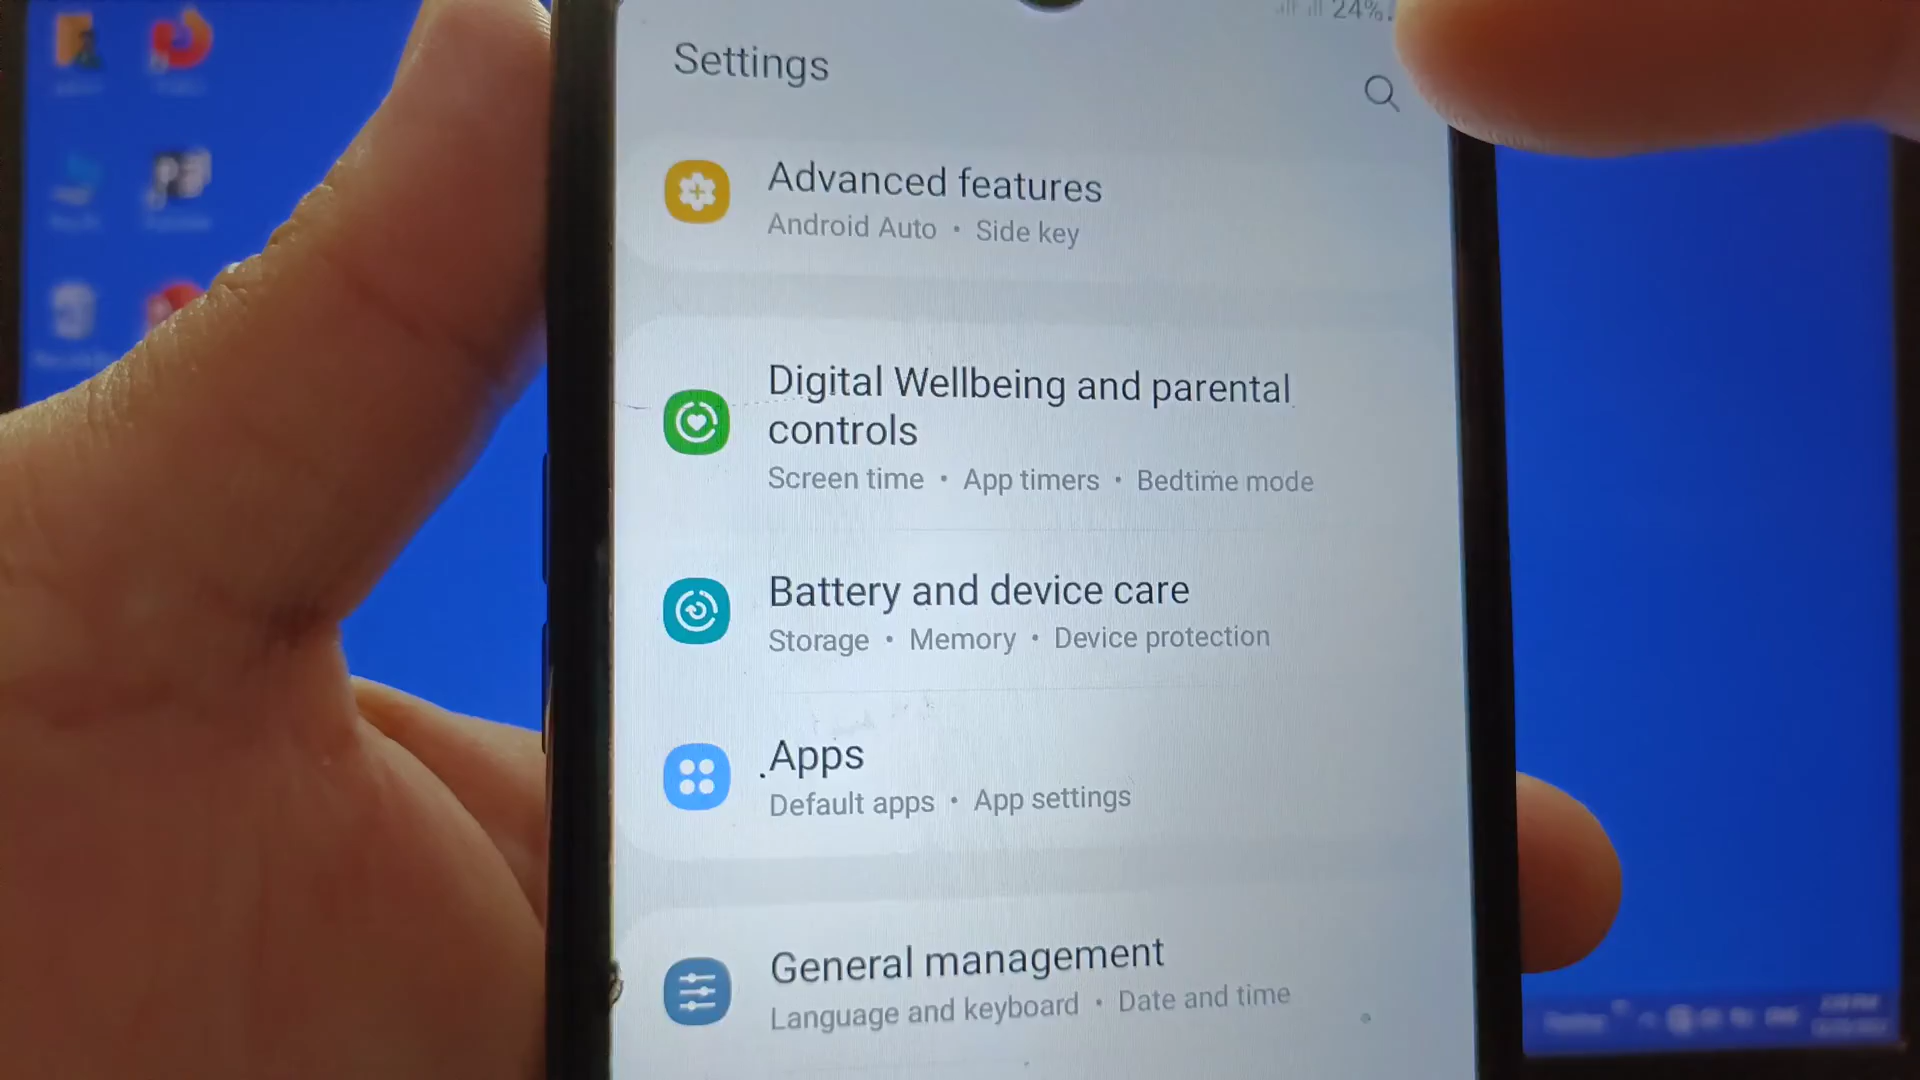 24%
Settings
Advanced features
Android Auto • Side key
Digital Wellbeing and parental
controls
Screen time • App timers • Bedtime mode
Battery and device care
Storage • Memory • Device protection
Apps
Default apps • App settings
General management
Language and keyboard • Date and time